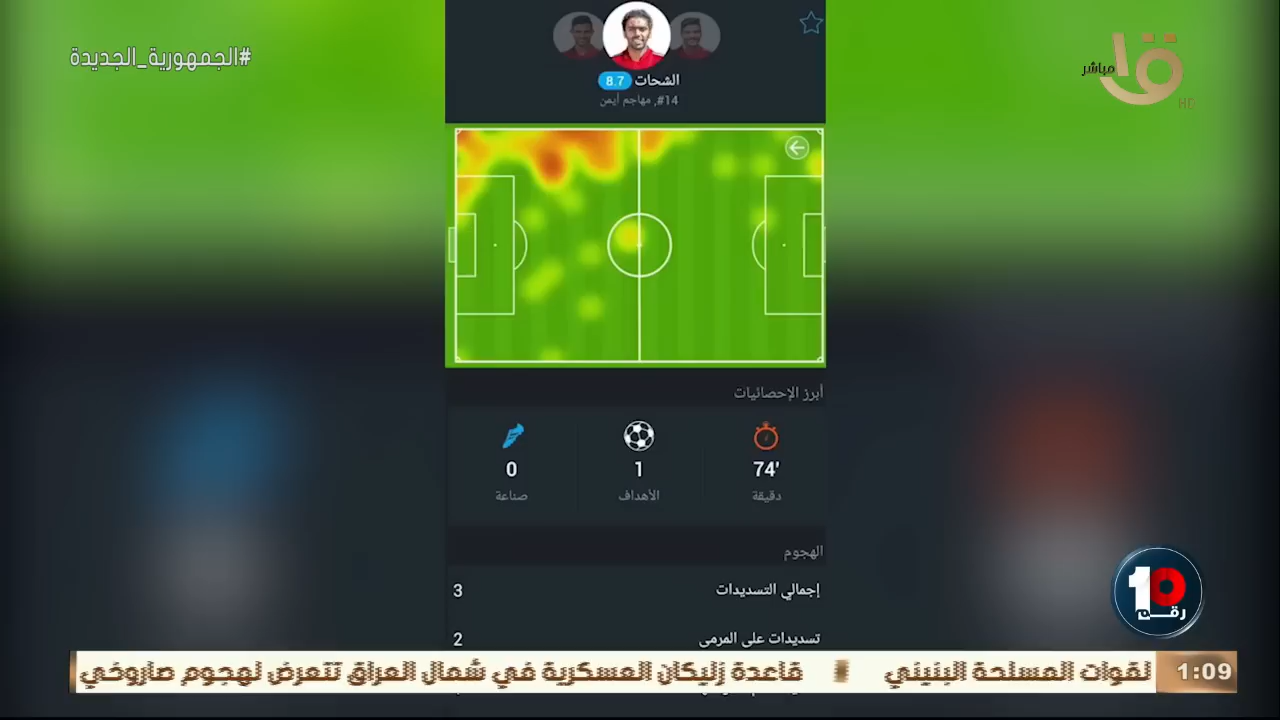 #الجمهورية_الجديدة
مباشر
HD
الشحات 8.7
#14, مهاجم أيمن
أبرز الإحصائيات
74' 1 0
دقيقة الأهداف صناعة
الهجوم
إجمالي التسديدات 3
تسديدات على المرمى 2
10
رقم
1:09 لقوات المسلحة البنيني قاعدة زليكان العسكرية في شمال العراق تتعرض لهجوم صاروخي